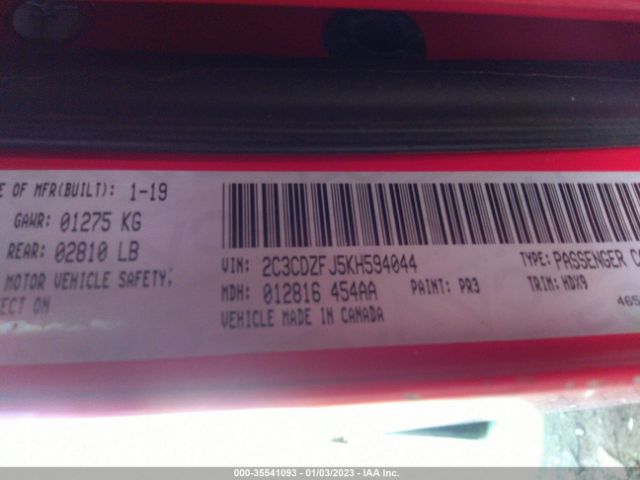 E OF MFR(BUILT): 1-19
GAWR: 01275 KG
REAR: 02810 LB
MOTOR VEHICLE SAFETY,
ECT ON
VIN: 2C3CDZFJ5KH594044
TYPE: PASSENGER C
MDH: 012816 454AA PAINT: PR3 TRIM: HDX9
VEHICLE MADE IN CANADA
465
000-35541093 - 01/03/2023 - IAA Inc.